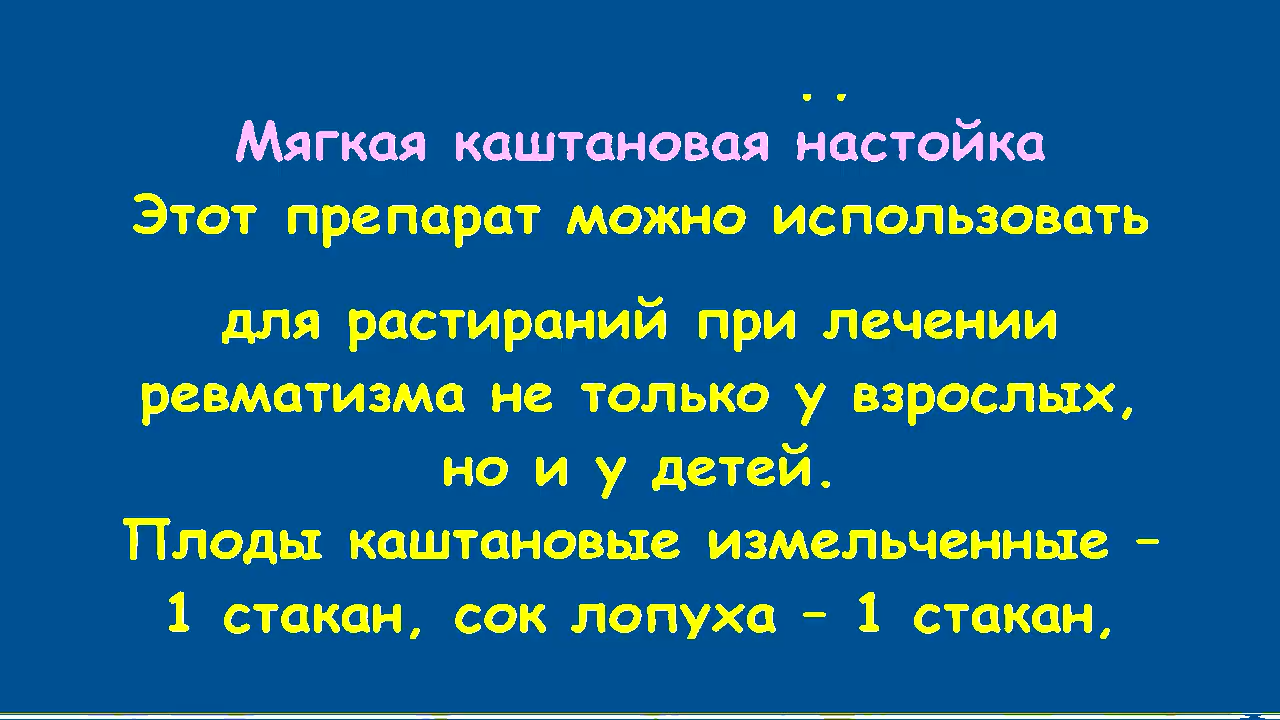 Мягкая каштановая настойка
Этот препарат можно использовать
для растираний при лечении
ревматизма не только у взрослых,
но и у детей.
Плоды каштановые измельченные –
1 стакан, сок лопуха – 1 стакан,